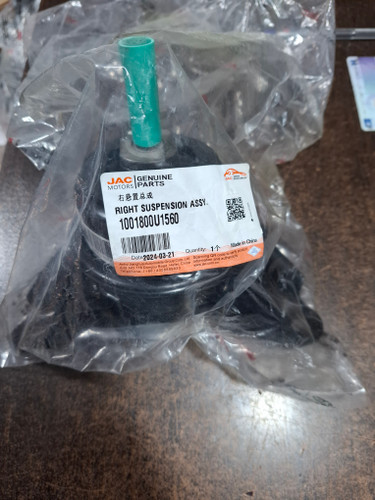 JAC GENUINE
MOTORS PARTS
右悬置总成
RIGHT SUSPENSION ASSY.
1001800U1560
Date:2024-03-21 Quantity: 1个 Made in China